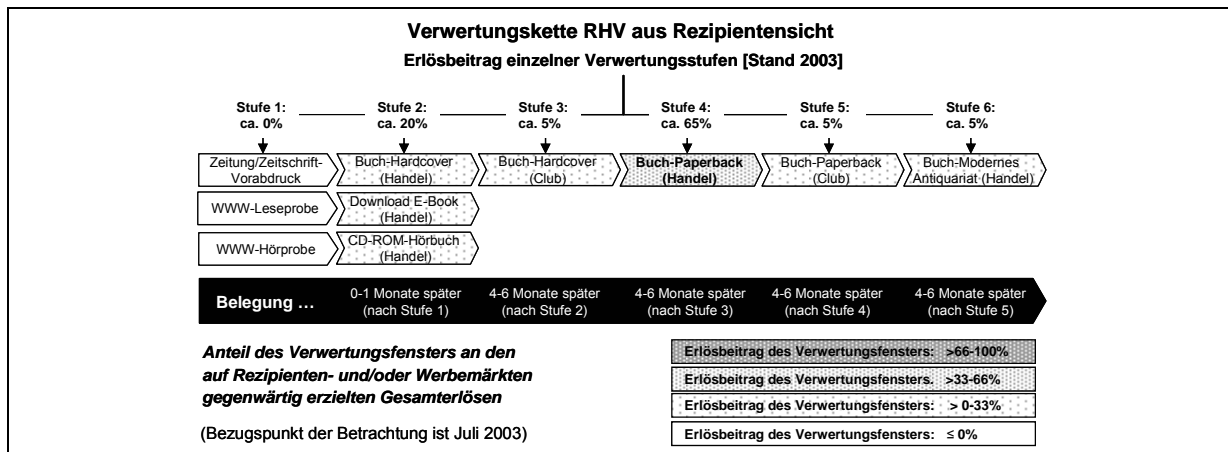 Verwertungskette RHV aus Rezipientensicht
Erlösbeitrag einzelner Verwertungsstufen [Stand 2003]
Stufe 1: Stufe 2: Stufe 3: Stufe 4: Stufe 5: Stufe 6:
ca. 0% ca. 20% ca. 5% ca. 65% ca. 5% ca. 5%
Zeitung/Zeitschrift- Buch-Hardcover Buch-Hardcover Buch-Paperback Buch-Paperback Buch-Modernes
Vorabdruck (Handel) (Club) (Handel) (Club) Antiquariat (Handel)
WWW-Leseprobe Download E-Book
(Handel)
WWW-Hörprobe CD-ROM-Hörbuch
(Handel)
Belegung … 0-1 Monate später 4-6 Monate später 4-6 Monate später 4-6 Monate später 4-6 Monate später
(nach Stufe 1) (nach Stufe 2) (nach Stufe 3) (nach Stufe 4) (nach Stufe 5)
Anteil des Verwertungsfensters an den
auf Rezipienten- und/oder Werbemärkten
gegenwärtig erzielten Gesamterlösen
(Bezugspunkt der Betrachtung ist Juli 2003)
Erlösbeitrag des Verwertungsfensters: >66-100%
Erlösbeitrag des Verwertungsfensters. >33-66%
Erlösbeitrag des Verwertungsfensters: > 0-33%
Erlösbeitrag des Verwertungsfensters: ≤ 0%